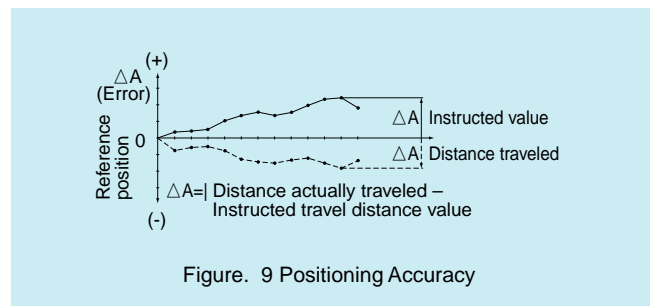 (+)
△A
(Error)
Reference
position
0
△A Instructed value
△A Distance traveled
△A=| Distance actually traveled –
Instructed travel distance value
(-)
Figure. 9 Positioning Accuracy